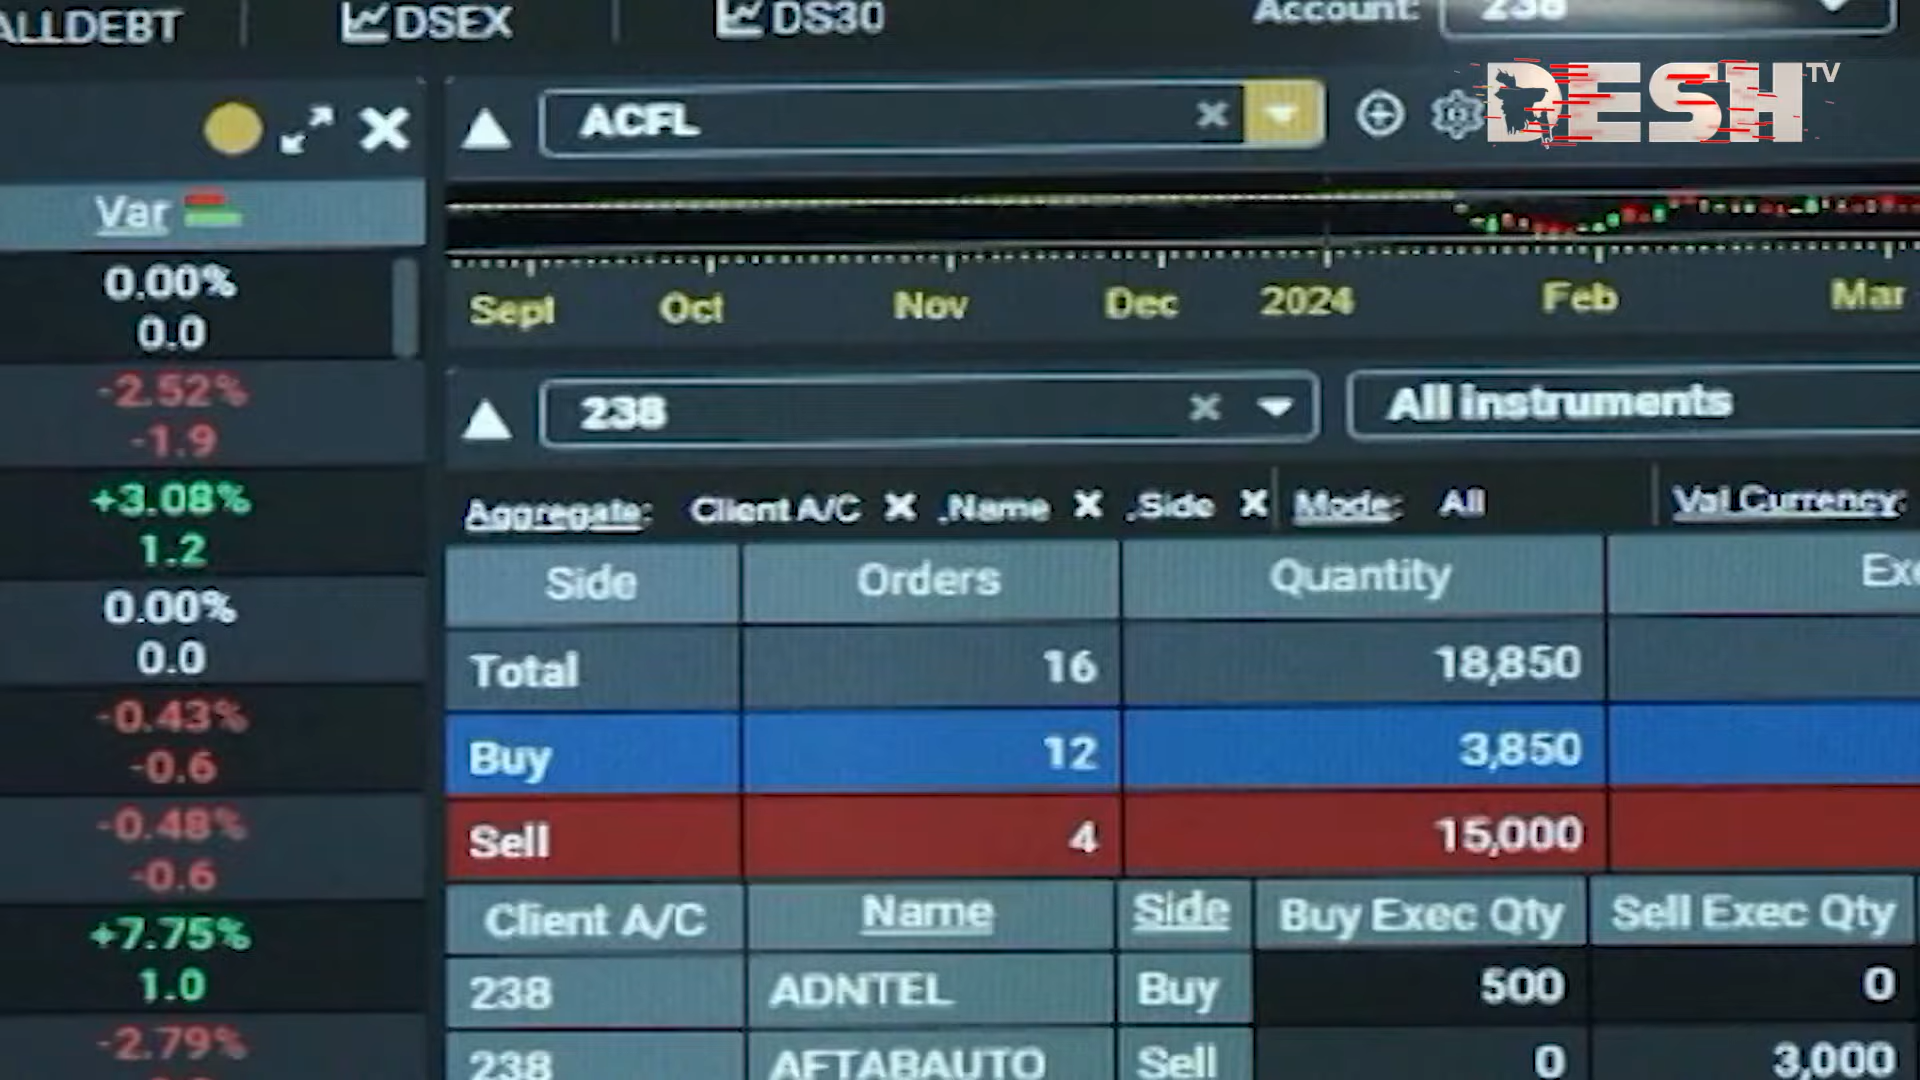 ALLDEBT DSEX DS30 Account: 238
DESH TV
ACFL
Var
0.00%
0.0
-2.52%
-1.9
+3.08%
1.2
0.00%
0.0
-0.43%
-0.6
-0.48%
-0.6
+7.75%
1.0
-2.79%
Sept Oct Nov Dec 2024 Feb Mar
238 All instruments
Aggregate: Client A/C X ,Name X ,Side X Mode: All Val Currency:
Side Orders Quantity Exe
Total 16 18,850
Buy 12 3,850
Sell 4 15,000
Client A/C Name Side Buy Exec Qty Sell Exec Qty
238 ADNTEL Buy 500 0
238 AFTABAUTO Sell 0 3,000